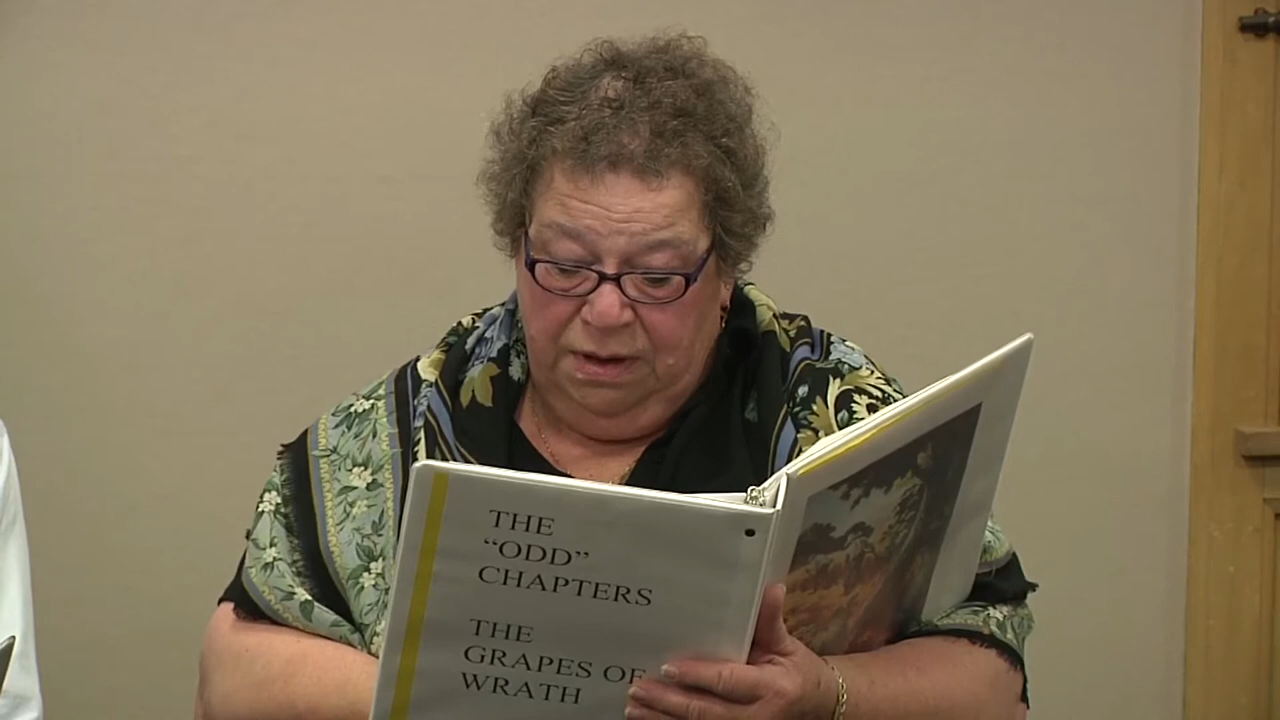 THE
“ODD”
CHAPTERS
THE
GRAPES OF
WRATH